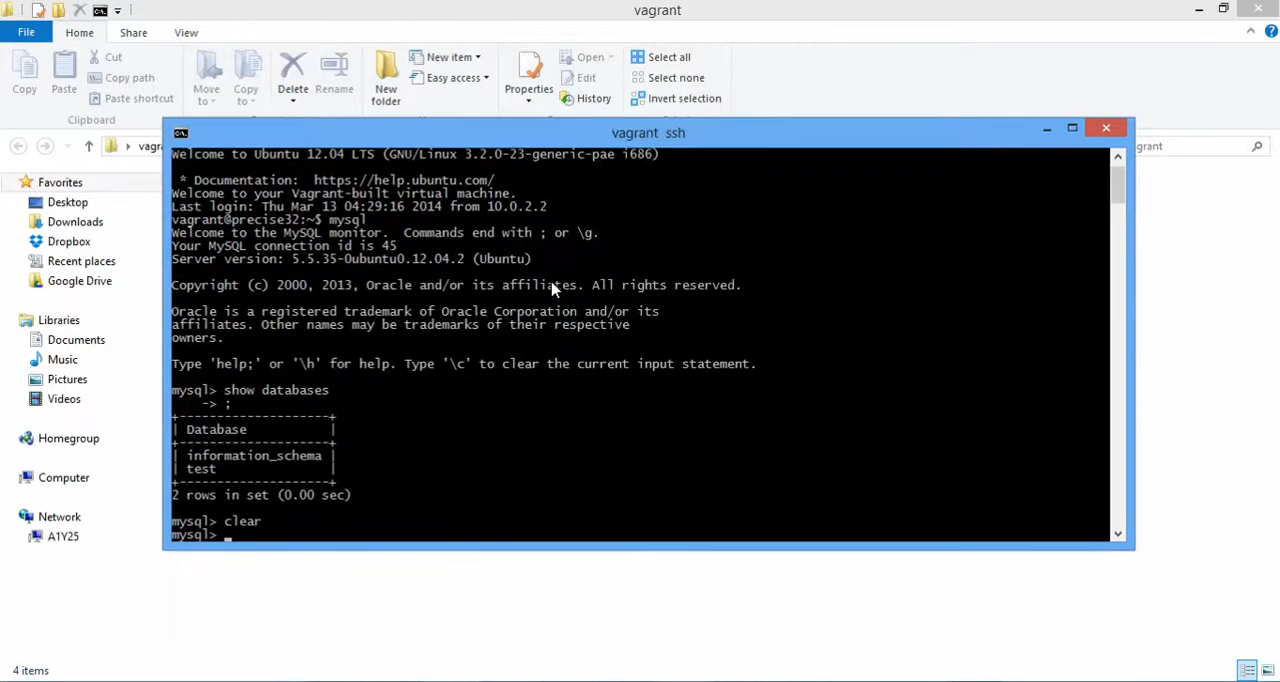 vagrant
File
Home
Share
View
Copy
Paste
Cut
Copy path
Paste shortcut
Clipboard
Move to
Copy to
Delete
Rename
New folder
New item
Easy access
Properties
Open
Edit
History
Select all
Select none
Invert selection
vagr
grant
Favorites
Desktop
Downloads
Dropbox
Recent places
Google Drive
Libraries
Documents
Music
Pictures
Videos
Homegroup
Computer
Network
A1Y25
4 items
vagrant ssh
Welcome to Ubuntu 12.04 LTS (GNU/Linux 3.2.0-23-generic-pae i686)
* Documentation:  https://help.ubuntu.com/
Welcome to your Vagrant-built virtual machine.
Last login: Thu Mar 13 04:29:16 2014 from 10.0.2.2
vagrant@precise32:~$ mysql
Welcome to the MySQL monitor.  Commands end with ; or \g.
Your MySQL connection id is 45
Server version: 5.5.35-0ubuntu0.12.04.2 (Ubuntu)
Copyright (c) 2000, 2013, Oracle and/or its affiliates. All rights reserved.
Oracle is a registered trademark of Oracle Corporation and/or its
affiliates. Other names may be trademarks of their respective
owners.
Type 'help;' or '\h' for help. Type '\c' to clear the current input statement.
mysql> show databases
    -> ;
+--------------------+
| Database           |
+--------------------+
| information_schema |
| test               |
+--------------------+
2 rows in set (0.00 sec)
mysql> clear
mysql> _